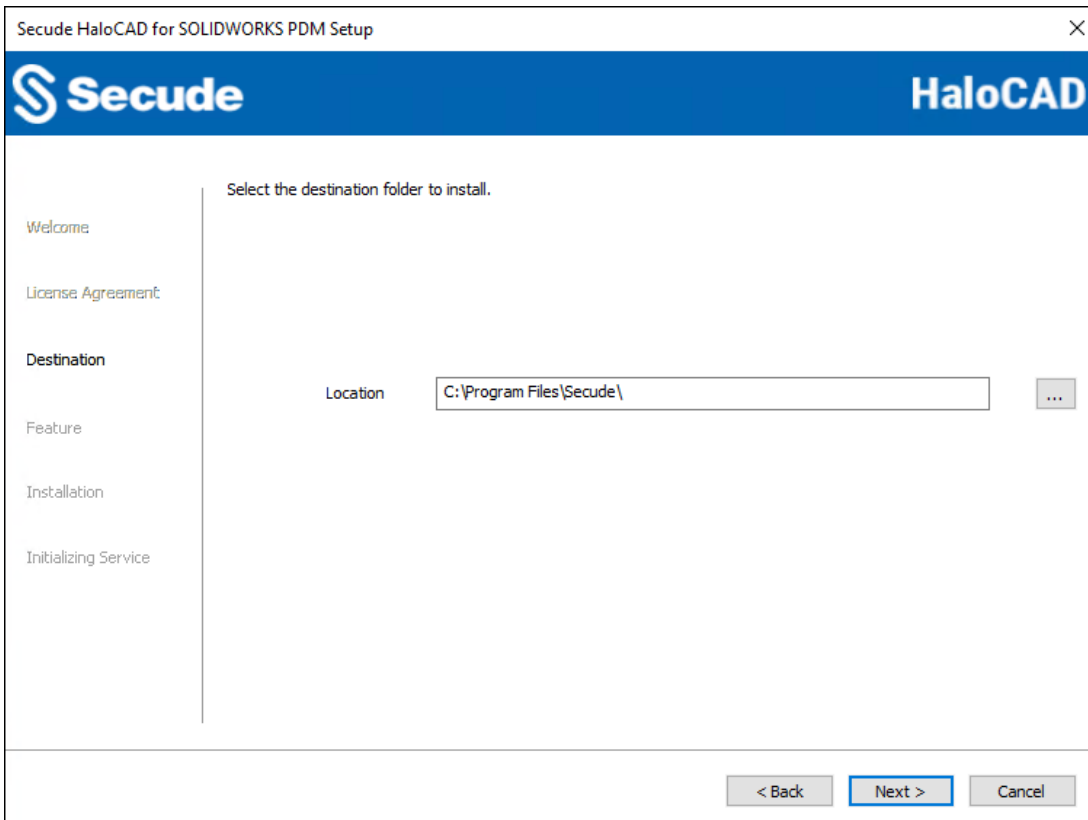 Secude HaloCAD for SOLIDWORKS PDM Setup
Secude
HaloCAD
Select the destination folder to install.
Welcome
License Agreement
Destination
Location
C:\Program Files\Secude\
...
Feature
Installation
Initializing Service
< Back
Next >
Cancel